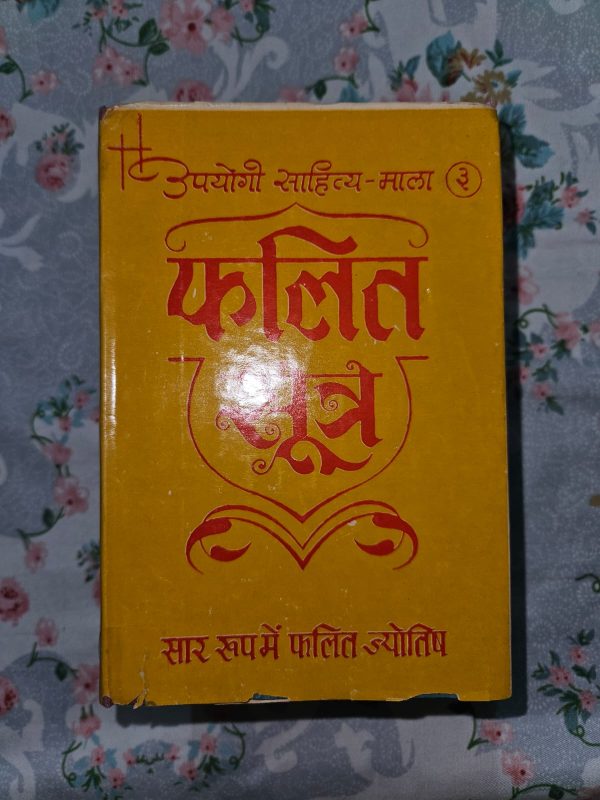 उपयोगी साहित्य-माला ३
फलित
सूत्र
सार रूप में फलित ज्योतिष